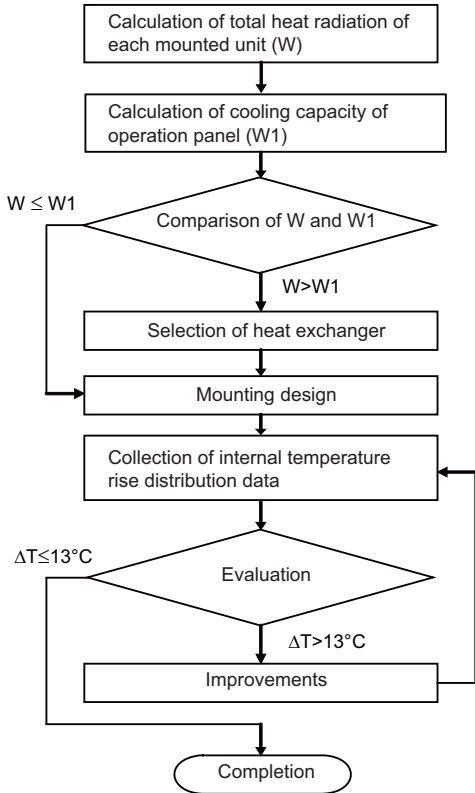 Calculation of total heat radiation of
each mounted unit (W)
Calculation of cooling capacity of
operation panel (W1)
W ≤ W1
Comparison of W and W1
W>W1
Selection of heat exchanger
Mounting design
Collection of internal temperature
rise distribution data
ΔT≤13°C
Evaluation
ΔT>13°C
Improvements
Completion